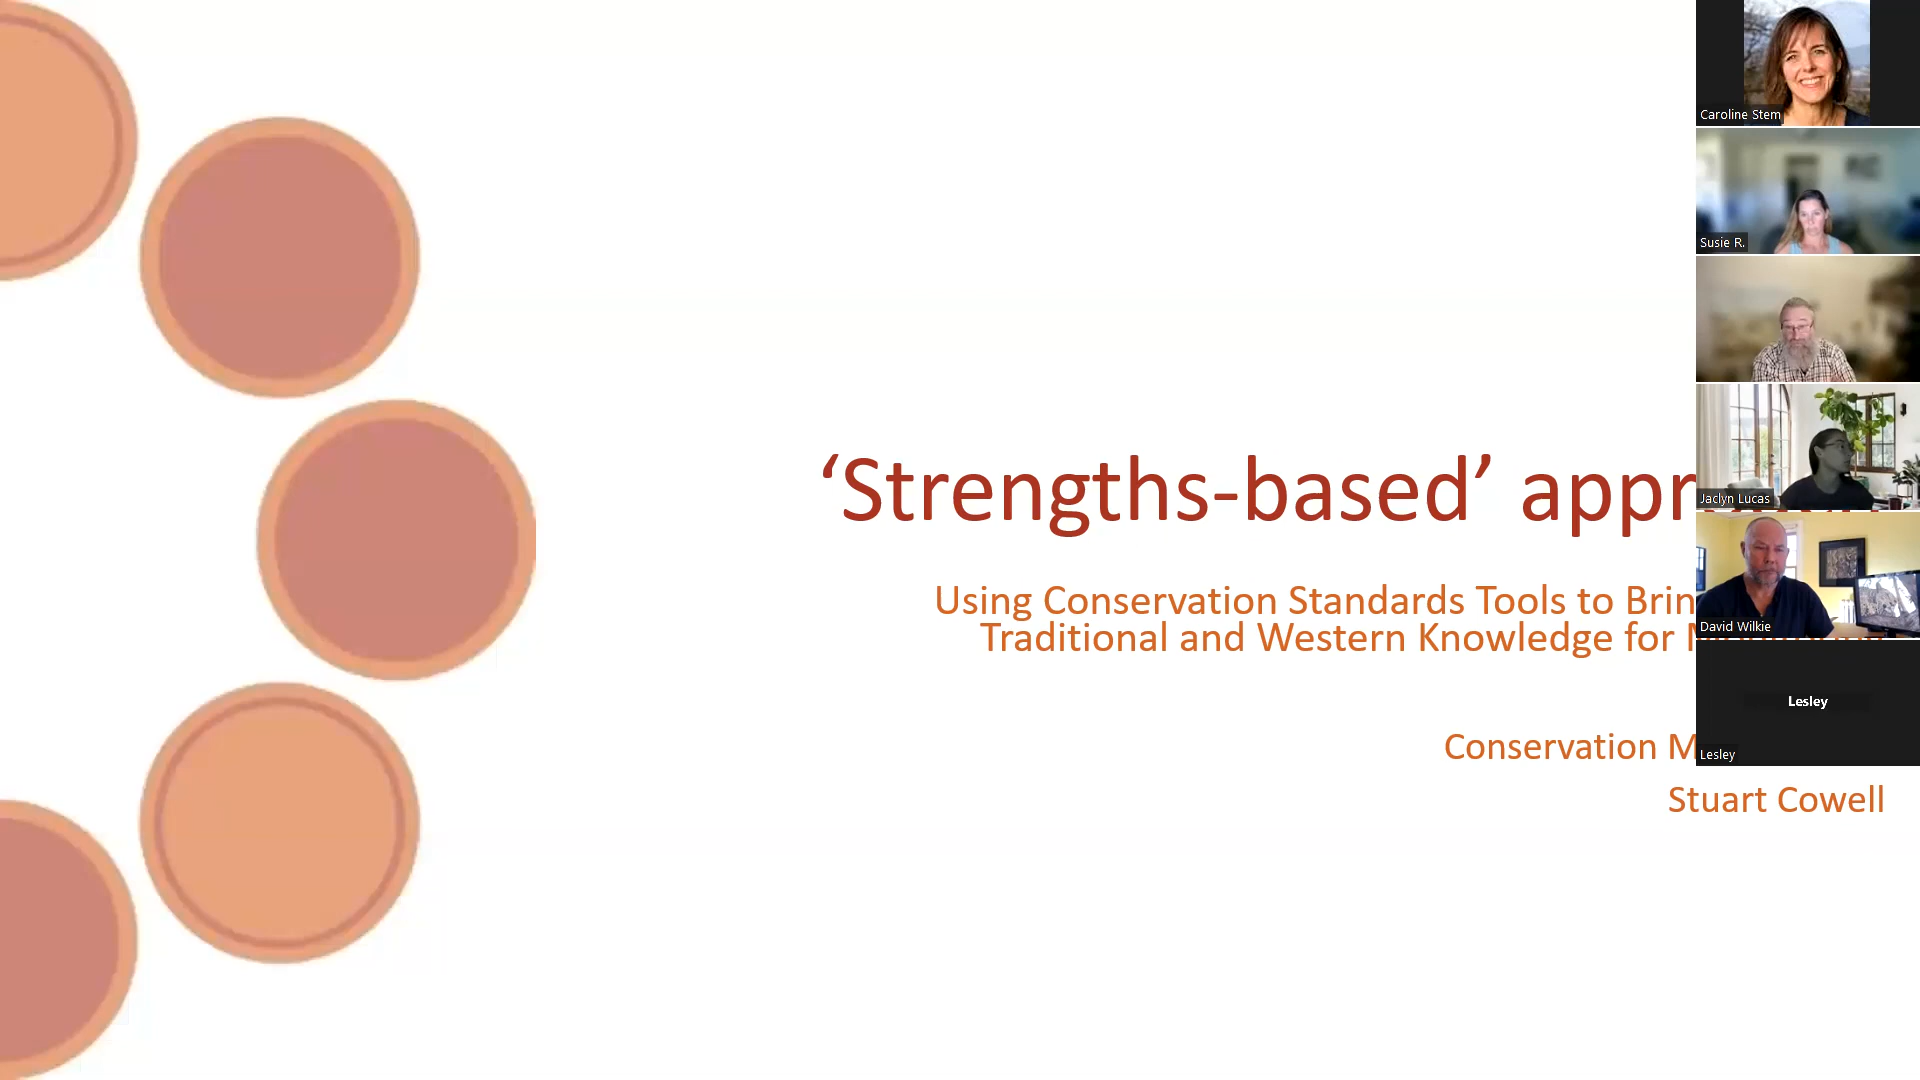 ‘Strengths-based’ appr
Using Conservation Standards Tools to Brin
Traditional and Western Knowledge for
Conservation M
Stuart Cowell
Caroline Stem
Susie R.
Jaclyn Lucas
David Wilkie
Lesley
Lesley